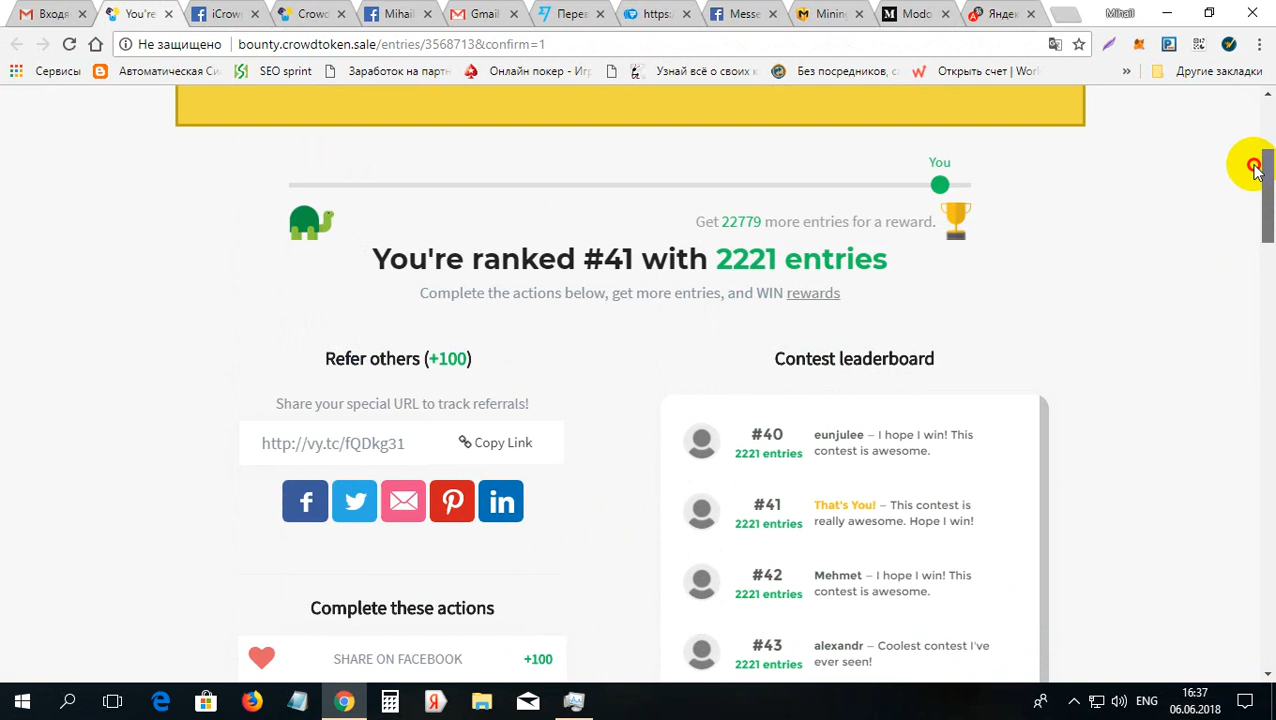 Входя
You're
iCrow
Crowd
Mihail
Gmail
Перев
https:
Messe
Mining
Modo
Яндек
Mihail
Не защищено
bounty.crowdtoken.sale/entries/3568713&confirm=1
Сервисы
Автоматическая Си
SEO sprint
Заработок на партн
Онлайн покер - Игр
Узнай всё о своих к
Без посредников, са
Открыть счет | Worl
»
Другие закладки
You
Get 22779 more entries for a reward.
You're ranked #41 with 2221 entries
Complete the actions below, get more entries, and WIN rewards
Refer others (+100)
Share your special URL to track referrals!
http://vy.tc/fQDkg31
Copy Link
Complete these actions
SHARE ON FACEBOOK +100
Contest leaderboard
#40
2221 entries
eunjulee – I hope I win! This
contest is awesome.
#41
2221 entries
That's You! – This contest is
really awesome. Hope I win!
#42
2221 entries
Mehmet – I hope I win! This
contest is awesome.
#43
2221 entries
alexandr – Coolest contest I've
ever seen!
ENG
16:37
06.06.2018